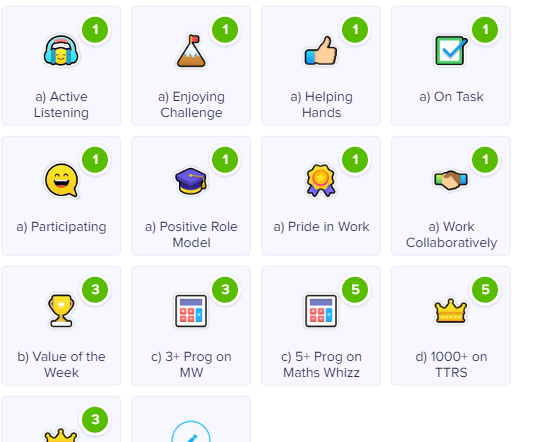 1
1
1
1
a) Active
Listening
a) Enjoying
Challenge
a) Helping
Hands
a) On Task
1
1
1
1
a) Participating
a) Positive Role
Model
a) Pride in Work
a) Work
Collaboratively
3
3
5
5
b) Value of the
Week
c) 3+ Prog on
MW
c) 5+ Prog on
Maths Whizz
d) 1000+ on
TTRS
3